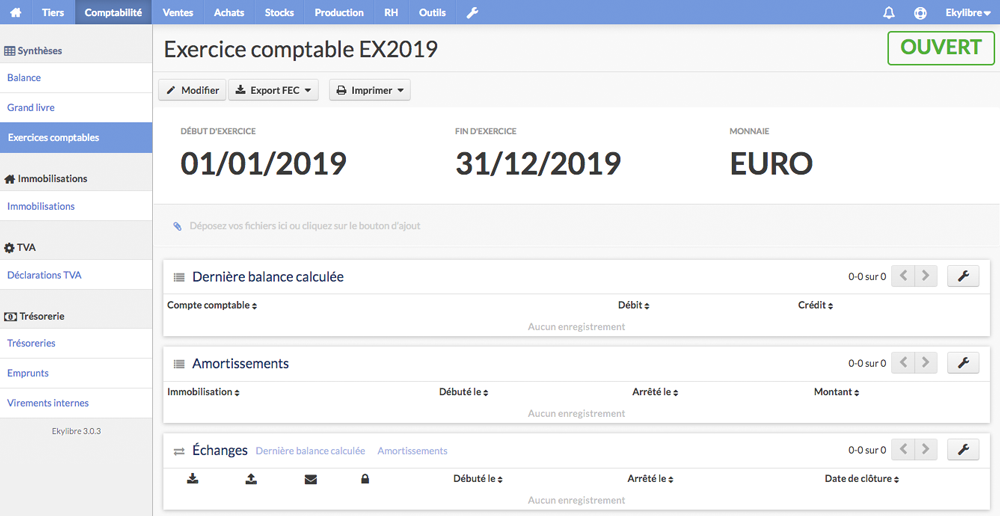 Tiers Comptabilité Ventes Achats Stocks Production RH Outils Ekylibre
Synthèses
Balance
Grand livre
Exercices comptables
Immobilisations
Immobilisations
TVA
Déclarations TVA
Trésorerie
Trésoreries
Emprunts
Virements internes
Ekylibre 3.0.3
Exercice comptable EX2019
OUVERT
Modifier Export FEC Imprimer
DÉBUT D'EXERCICE FIN D'EXERCICE MONNAIE
01/01/2019 31/12/2019 EURO
Déposez vos fichiers ici ou cliquez sur le bouton d'ajout
Dernière balance calculée 0-0 sur 0
Compte comptable Débit Crédit
Aucun enregistrement
Amortissements 0-0 sur 0
Immobilisation Débuté le Arrêté le Montant
Aucun enregistrement
Échanges Dernière balance calculée Amortissements 0-0 sur 0
Débuté le Arrêté le Date de clôture
Aucun enregistrement